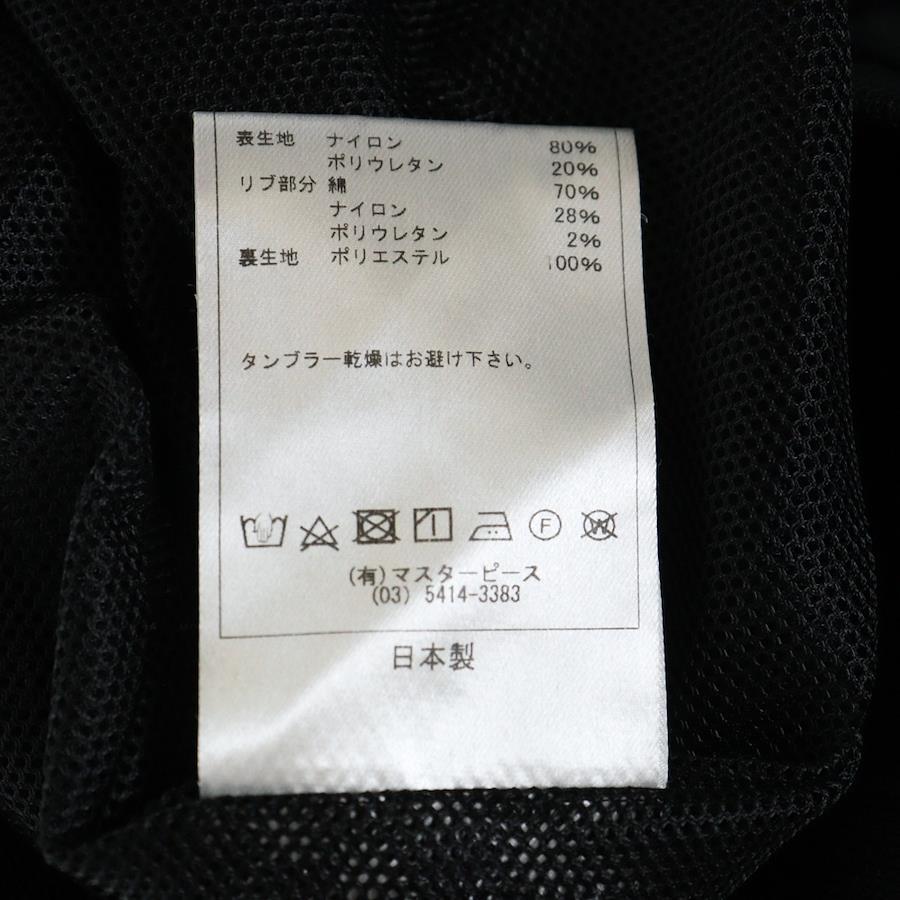 表生地 ナイロン 80%
ポリウレタン 20%
リブ部分 綿 70%
ナイロン 28%
ポリウレタン 2%
裏生地 ポリエステル 100%
タンブラー乾燥はお避け下さい。
F W
(有)マスターピース
(03) 5414-3383
日本製